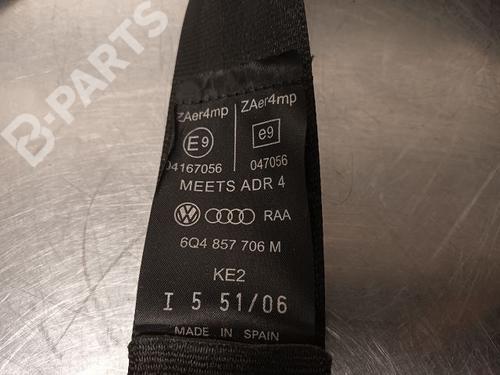 B-PARTS
ZAer4mp ZAer4mp
E9 e9
04167056 047056
MEETS ADR 4
RAA
6Q4 857 706 M
KE2
I 5 51/06
MADE IN SPAIN